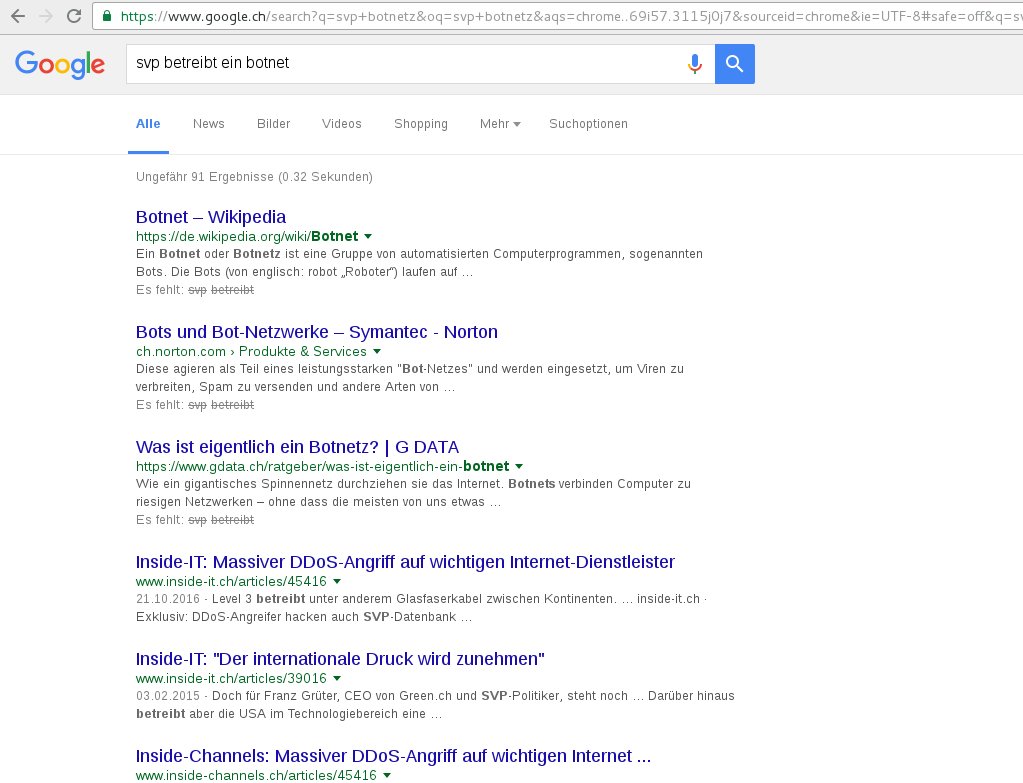 https://www.google.ch/search?q=svp+botnetz&oq=svp+botnetz&aqs=chrome..69i57.3115j0j7&sourceid=chrome&ie=UTF-8#safe=off&q=sv
Google
svp betreibt ein botnet
Alle News Bilder Videos Shopping Mehr Suchoptionen
Ungefähr 91 Ergebnisse (0.32 Sekunden)
Botnet – Wikipedia
https://de.wikipedia.org/wiki/Botnet
Ein Botnet oder Botnetz ist eine Gruppe von automatisierten Computerprogrammen, sogenannten
Bots. Die Bots (von englisch: robot „Roboter“) laufen auf ...
Es fehlt: svp betreibt
Bots und Bot-Netzwerke – Symantec - Norton
ch.norton.com › Produkte & Services
Diese agieren als Teil eines leistungsstarken "Bot-Netzes" und werden eingesetzt, um Viren zu
verbreiten, Spam zu versenden und andere Arten von ...
Es fehlt: svp betreibt
Was ist eigentlich ein Botnetz? | G DATA
https://www.gdata.ch/ratgeber/was-ist-eigentlich-ein-botnet
Wie ein gigantisches Spinnennetz durchziehen sie das Internet. Botnets verbinden Computer zu
riesigen Netzwerken – ohne dass die meisten von uns etwas ...
Es fehlt: svp betreibt
Inside-IT: Massiver DDoS-Angriff auf wichtigen Internet-Dienstleister
www.inside-it.ch/articles/45416
21.10.2016 · Level 3 betreibt unter anderem Glasfaserkabel zwischen Kontinenten. ... inside-it.ch ·
Exklusiv: DDoS-Angreifer hacken auch SVP-Datenbank ...
Inside-IT: "Der internationale Druck wird zunehmen"
www.inside-it.ch/articles/39016
03.02.2015 · Doch für Franz Grüter, CEO von Green.ch und SVP-Politiker, steht noch ... Darüber hinaus
betreibt aber die USA im Technologiebereich eine ...
Inside-Channels: Massiver DDoS-Angriff auf wichtigen Internet ...
www.inside-channels.ch/articles/45416